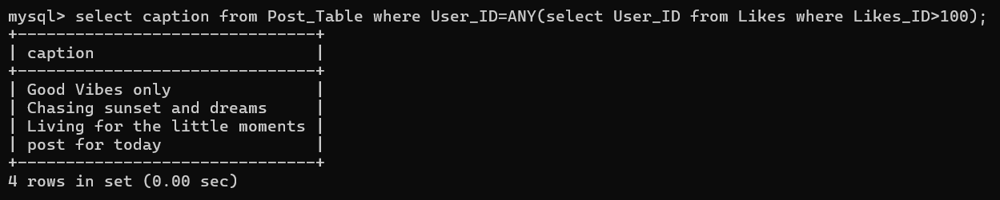 mysql> select caption from Post_Table where User_ID=ANY(select User_ID from Likes where Likes_ID>100);
+------------------------------+
| caption                      |
+------------------------------+
| Good Vibes only              |
| Chasing sunset and dreams    |
| Living for the little moments |
| post for today               |
+------------------------------+
4 rows in set (0.00 sec)